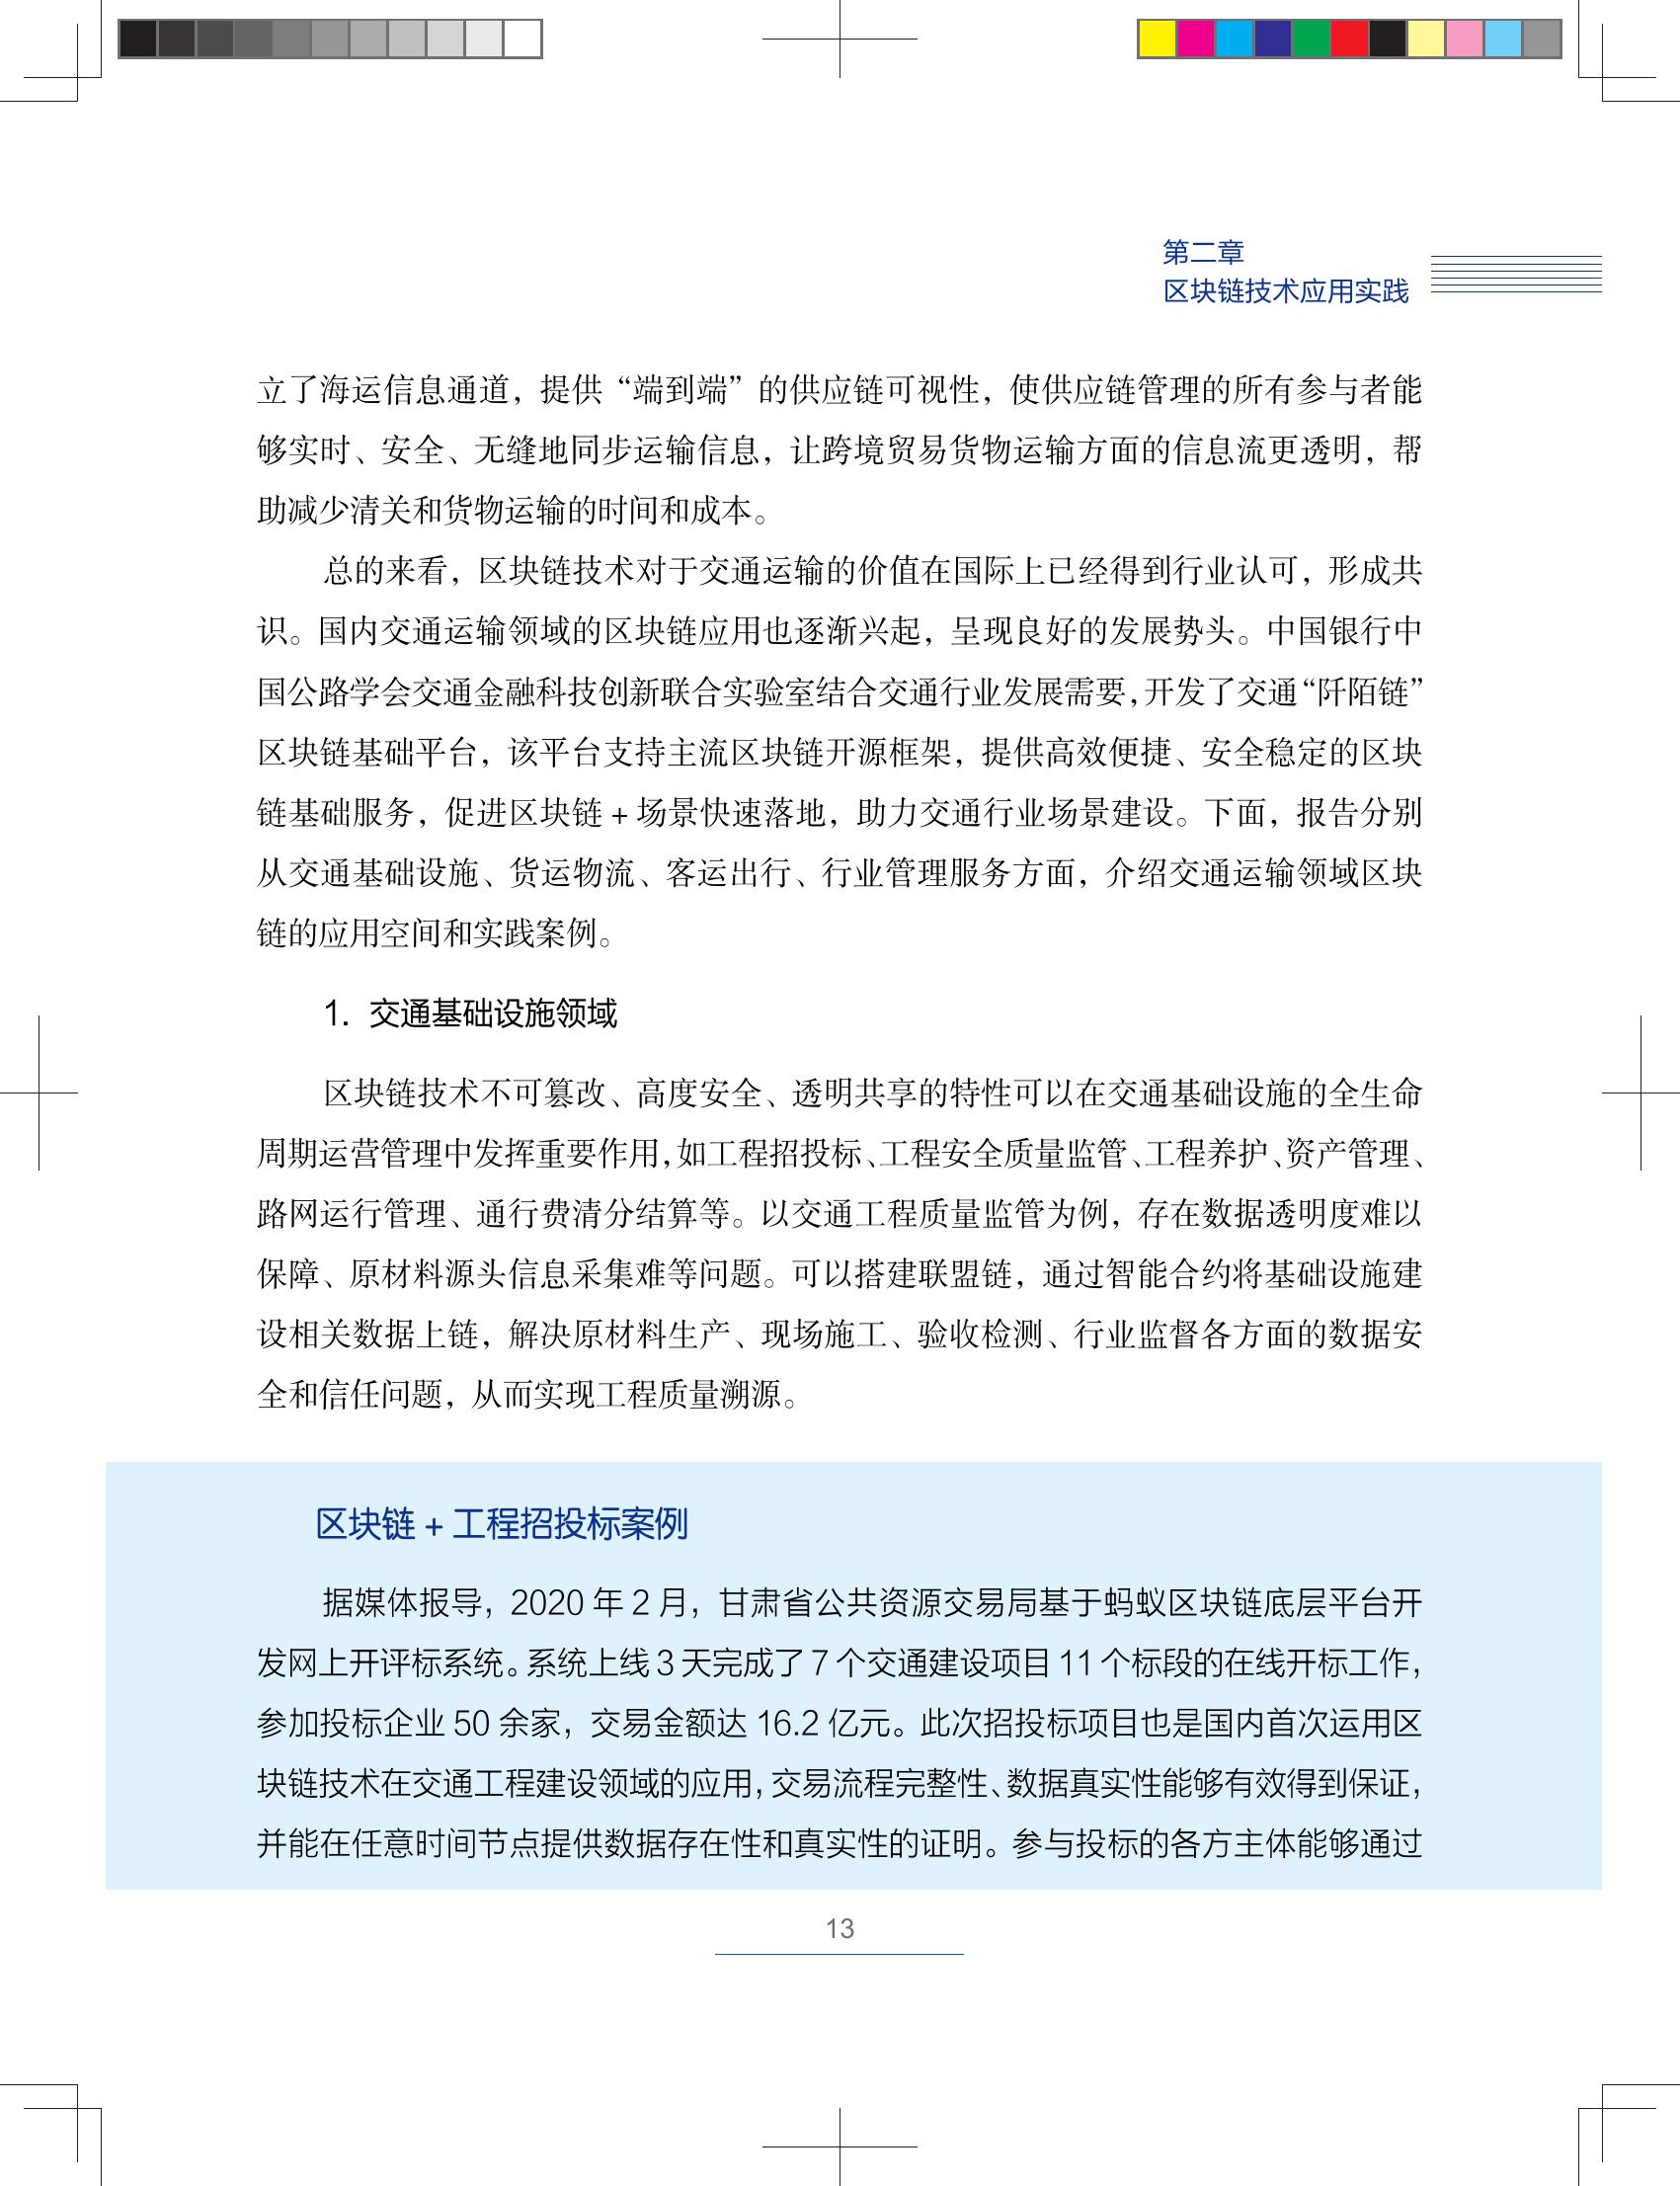 第二章
区块链技术应用实践
立了海运信息通道，提供“端到端”的供应链可视性，使供应链管理的所有参与者能
够实时、安全、无缝地同步运输信息，让跨境贸易货物运输方面的信息流更透明，帮
助减少清关和货物运输的时间和成本。
总的来看，区块链技术对于交通运输的价值在国际上已经得到行业认可，形成共
识。国内交通运输领域的区块链应用也逐渐兴起，呈现良好的发展势头。中国银行中
国公路学会交通金融科技创新联合实验室结合交通行业发展需要，开发了交通“阡陌链”
区块链基础平台，该平台支持主流区块链开源框架，提供高效便捷、安全稳定的区块
链基础服务，促进区块链 + 场景快速落地，助力交通行业场景建设。下面，报告分别
从交通基础设施、货运物流、客运出行、行业管理服务方面，介绍交通运输领域区块
链的应用空间和实践案例。
1. 交通基础设施领域
区块链技术不可篡改、高度安全、透明共享的特性可以在交通基础设施的全生命
周期运营管理中发挥重要作用，如工程招投标、工程安全质量监管、工程养护、资产管理、
路网运行管理、通行费清分结算等。以交通工程质量监管为例，存在数据透明度难以
保障、原材料源头信息采集难等问题。可以搭建联盟链，通过智能合约将基础设施建
设相关数据上链，解决原材料生产、现场施工、验收检测、行业监督各方面的数据安
全和信任问题，从而实现工程质量溯源。
区块链 + 工程招投标案例
据媒体报导，2020 年 2 月，甘肃省公共资源交易局基于蚂蚁区块链底层平台开
发网上开评标系统。系统上线 3 天完成了 7 个交通建设项目 11 个标段的在线开标工作，
参加投标企业 50 余家，交易金额达 16.2 亿元。此次招投标项目也是国内首次运用区
块链技术在交通工程建设领域的应用，交易流程完整性、数据真实性能够有效得到保证，
并能在任意时间节点提供数据存在性和真实性的证明。参与投标的各方主体能够通过
13